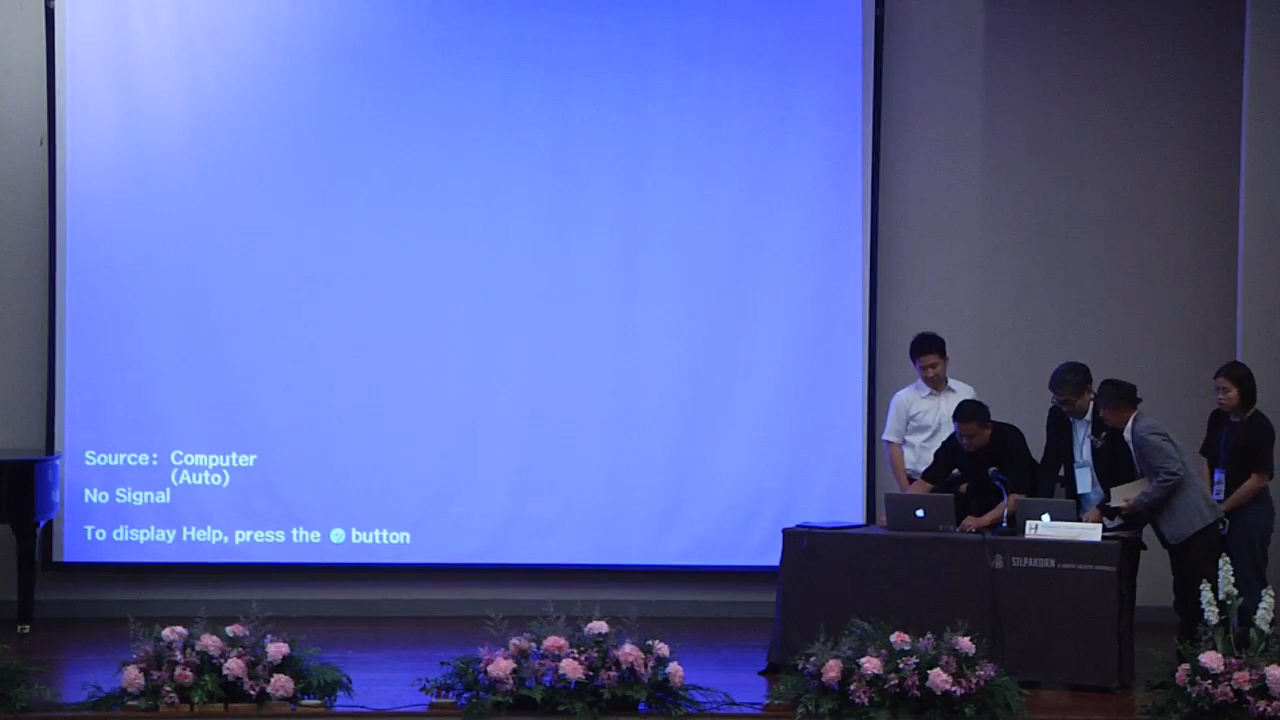 Source: Computer
(Auto)
No Signal
To display Help, press the button
SILPAKORN